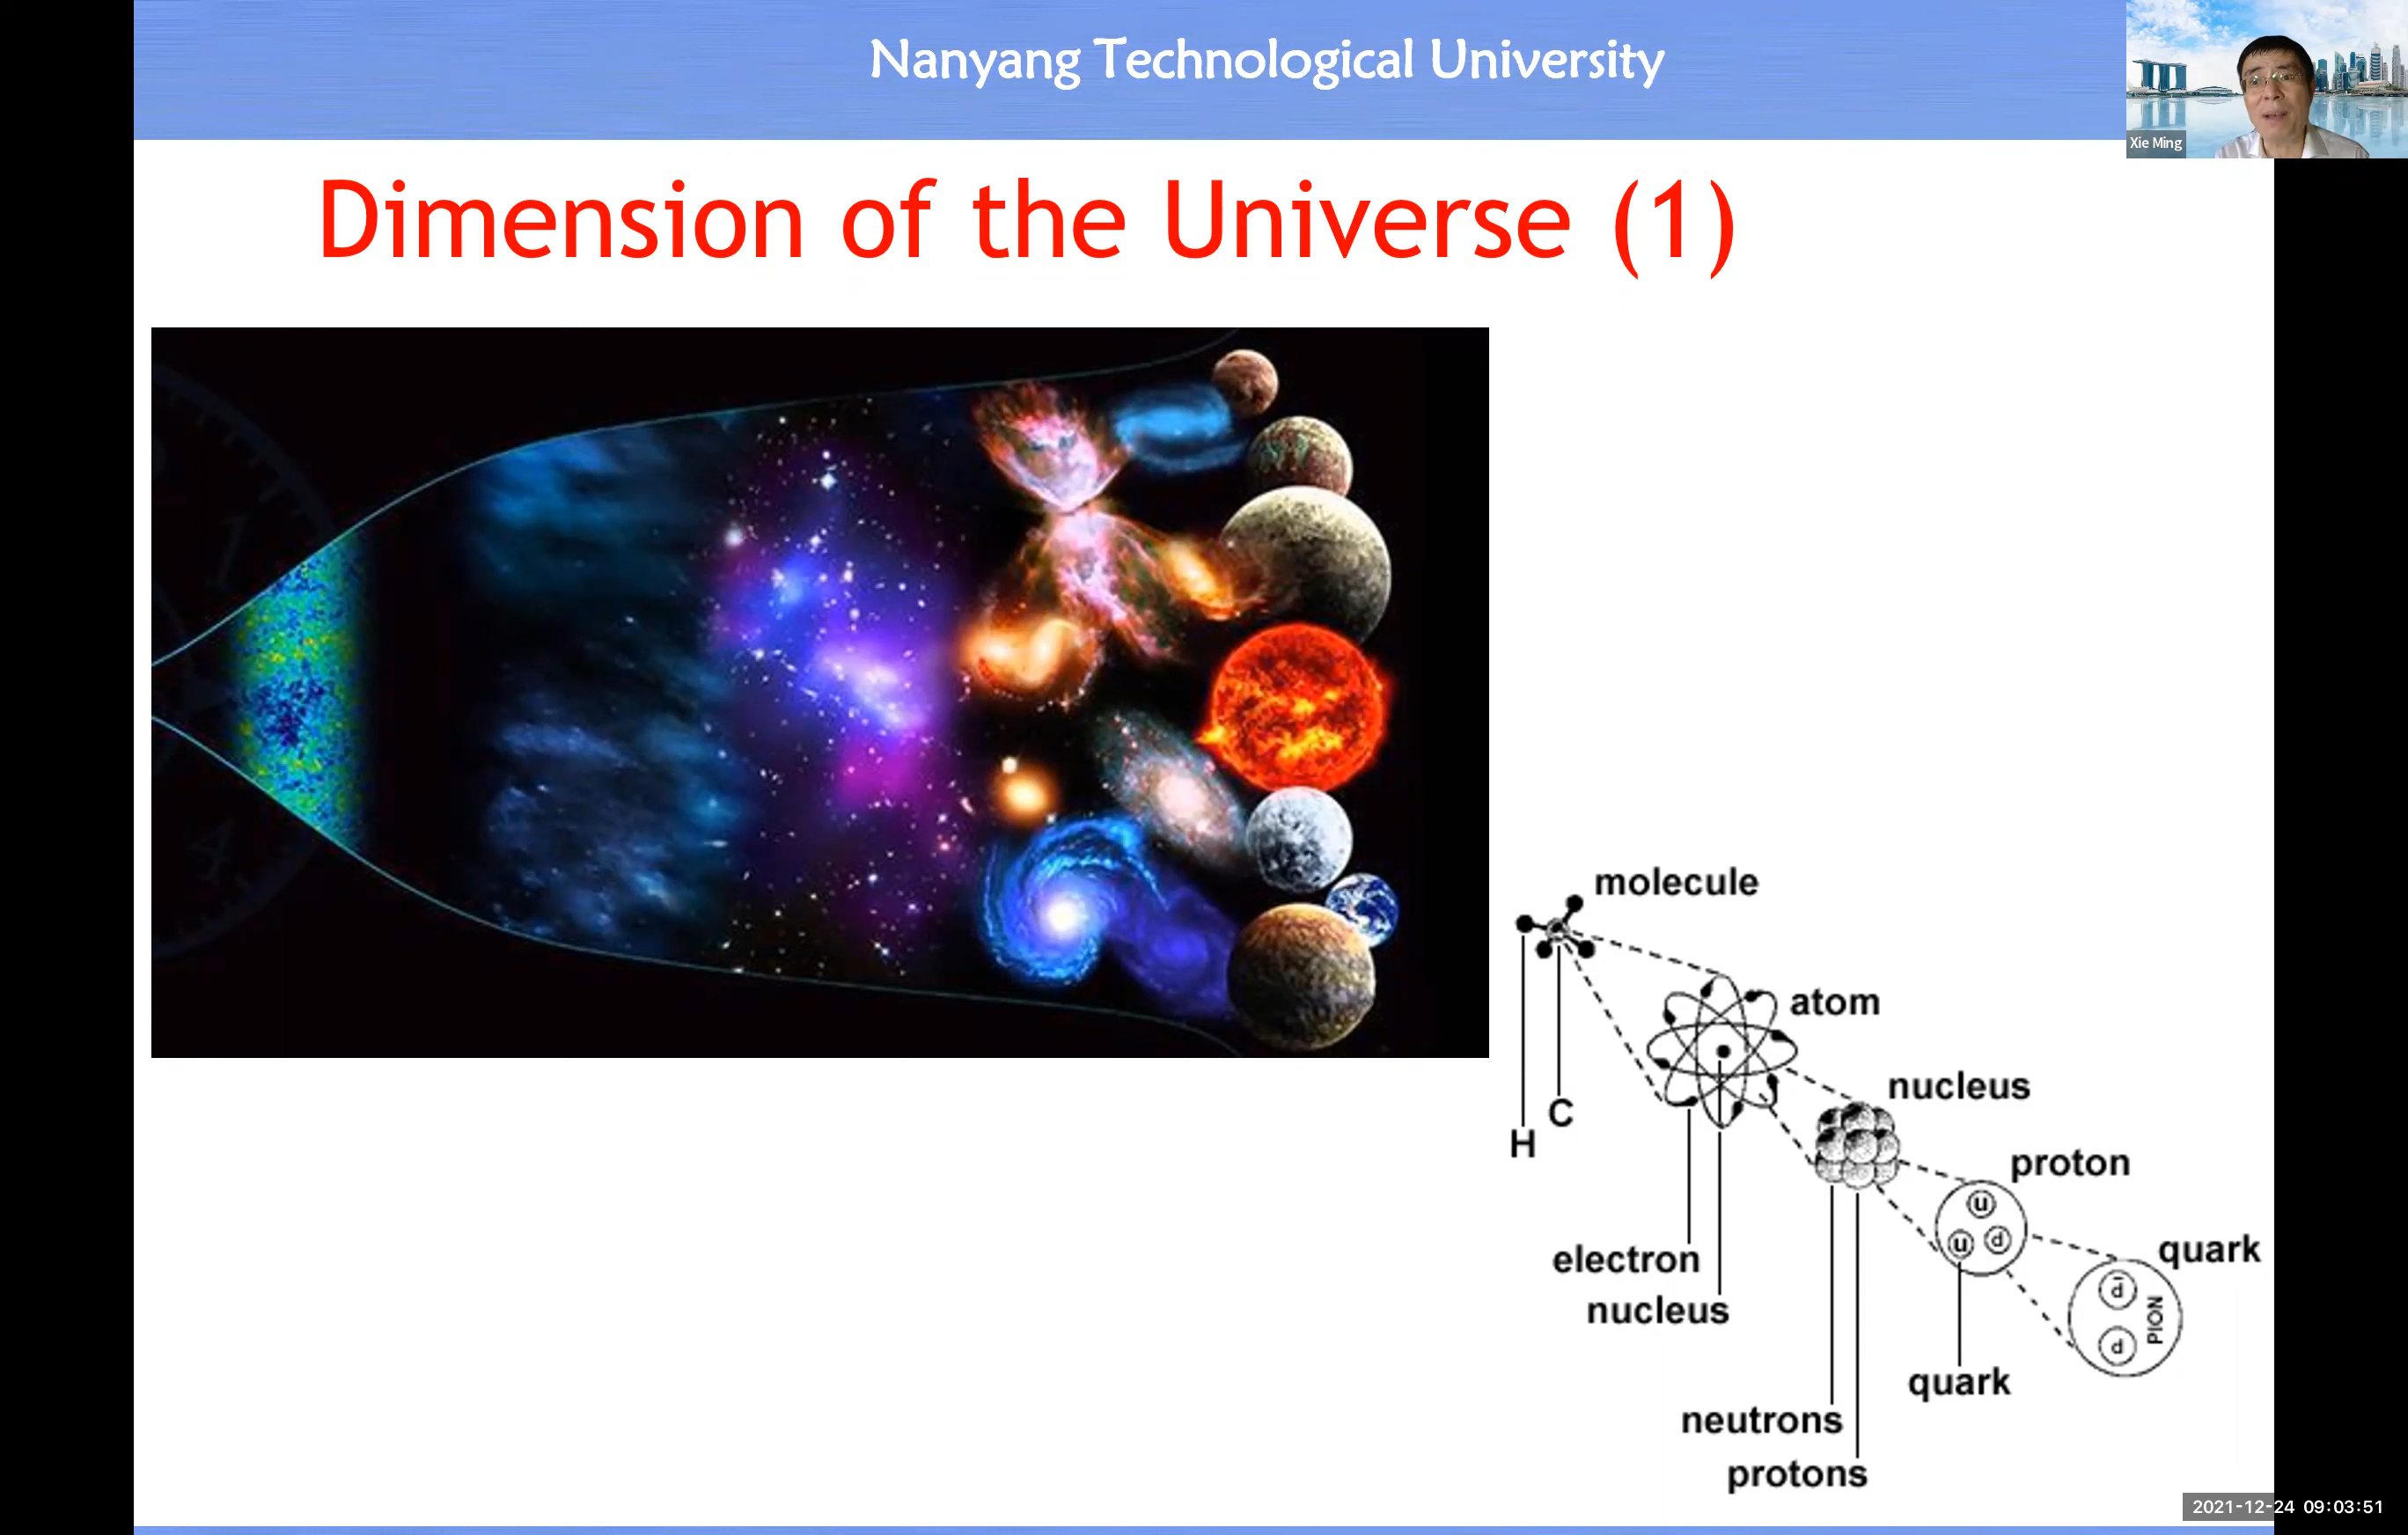 Nanyang Technological University
Xie Ming
Dimension of the Universe (1)
molecule
atom
C
H
nucleus
proton
u
u d
electron
nucleus
quark
d̄
PION
d
quark
neutrons
protons
2021-12-24 09:03:51